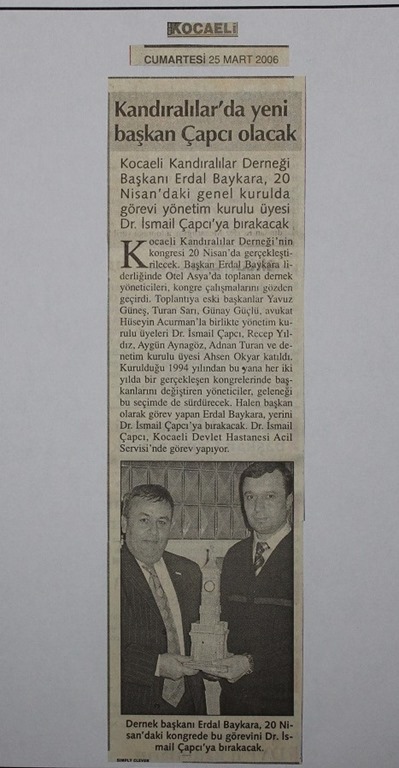 KOCAELİ
CUMARTESİ 25 MART 2006
Kandıralılar'da yeni
başkan Çapcı olacak
Kocaeli Kandıralılar Derneği
Başkanı Erdal Baykara, 20
Nisan'daki genel kurulda
görevi yönetim kurulu üyesi
Dr. İsmail Çapcı'ya bırakacak
Kocaeli Kandıralılar Derneği'nin
kongresi 20 Nisan'da gerçekleşti-
rilecek. Başkan Erdal Baykara li-
derliğinde Otel Asya'da toplanan dernek
yöneticileri, kongre çalışmalarını gözden
geçirdi. Toplantıya eski başkanlar Yavuz
Güneş, Turan Sarı, Günay Güçlü, avukat
Hüseyin Acurman'la birlikte yönetim ku-
rulu üyeleri Dr. İsmail Çapcı, Recep Yıl-
dız, Aygün Aynagöz, Adnan Turan ve de-
netim kurulu üyesi Ahsen Okyar katıldı.
Kurulduğu 1994 yılından bu yana her iki
yılda bir gerçekleşen kongrelerinde baş-
kanlarını değiştiren yöneticiler, geleneği
bu seçimde de sürdürecek. Halen başkan
olarak görev yapan Erdal Baykara, yerini
Dr. İsmail Çapcı'ya bırakacak. Dr. İsmail
Çapcı, Kocaeli Devlet Hastanesi Acil
Servisi'nde görev yapıyor.
Dernek başkanı Erdal Baykara, 20 Ni-
san'daki kongrede bu görevini Dr. İs-
mail Çapcı'ya bırakacak.
SIMPLY CLEVER